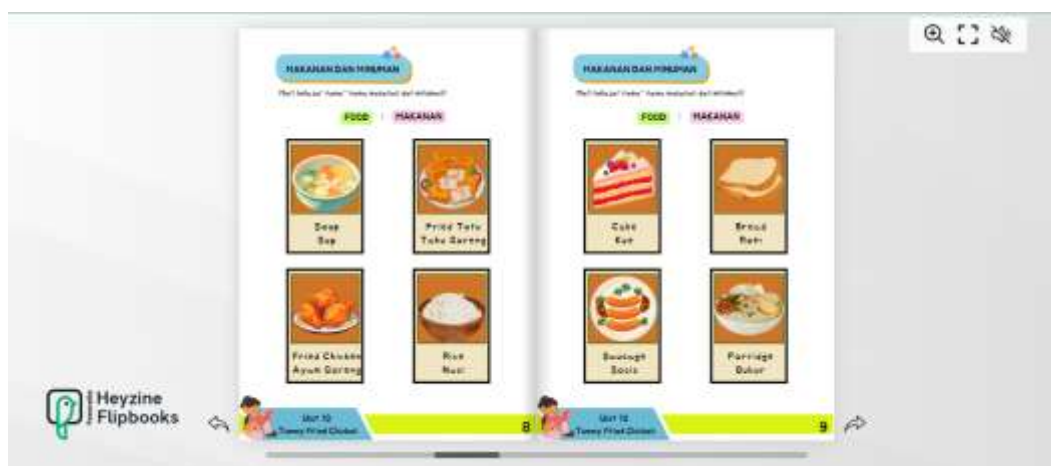 MAKANAN DAN MINUMAN
FOOD | MAKANAN
Soup
Sup
Fried Tofu
Tahu Goreng
Fried Chicken
Ayam Goreng
Rice
Nasi
Unit 10
Yummy Fried Chicken
8
MAKANAN DAN MINUMAN
FOOD | MAKANAN
Cake
Kue
Bread
Roti
Sausage
Sosis
Porridge
Bubur
Unit 10
Yummy Fried Chicken
9
Heyzine
Flipbooks